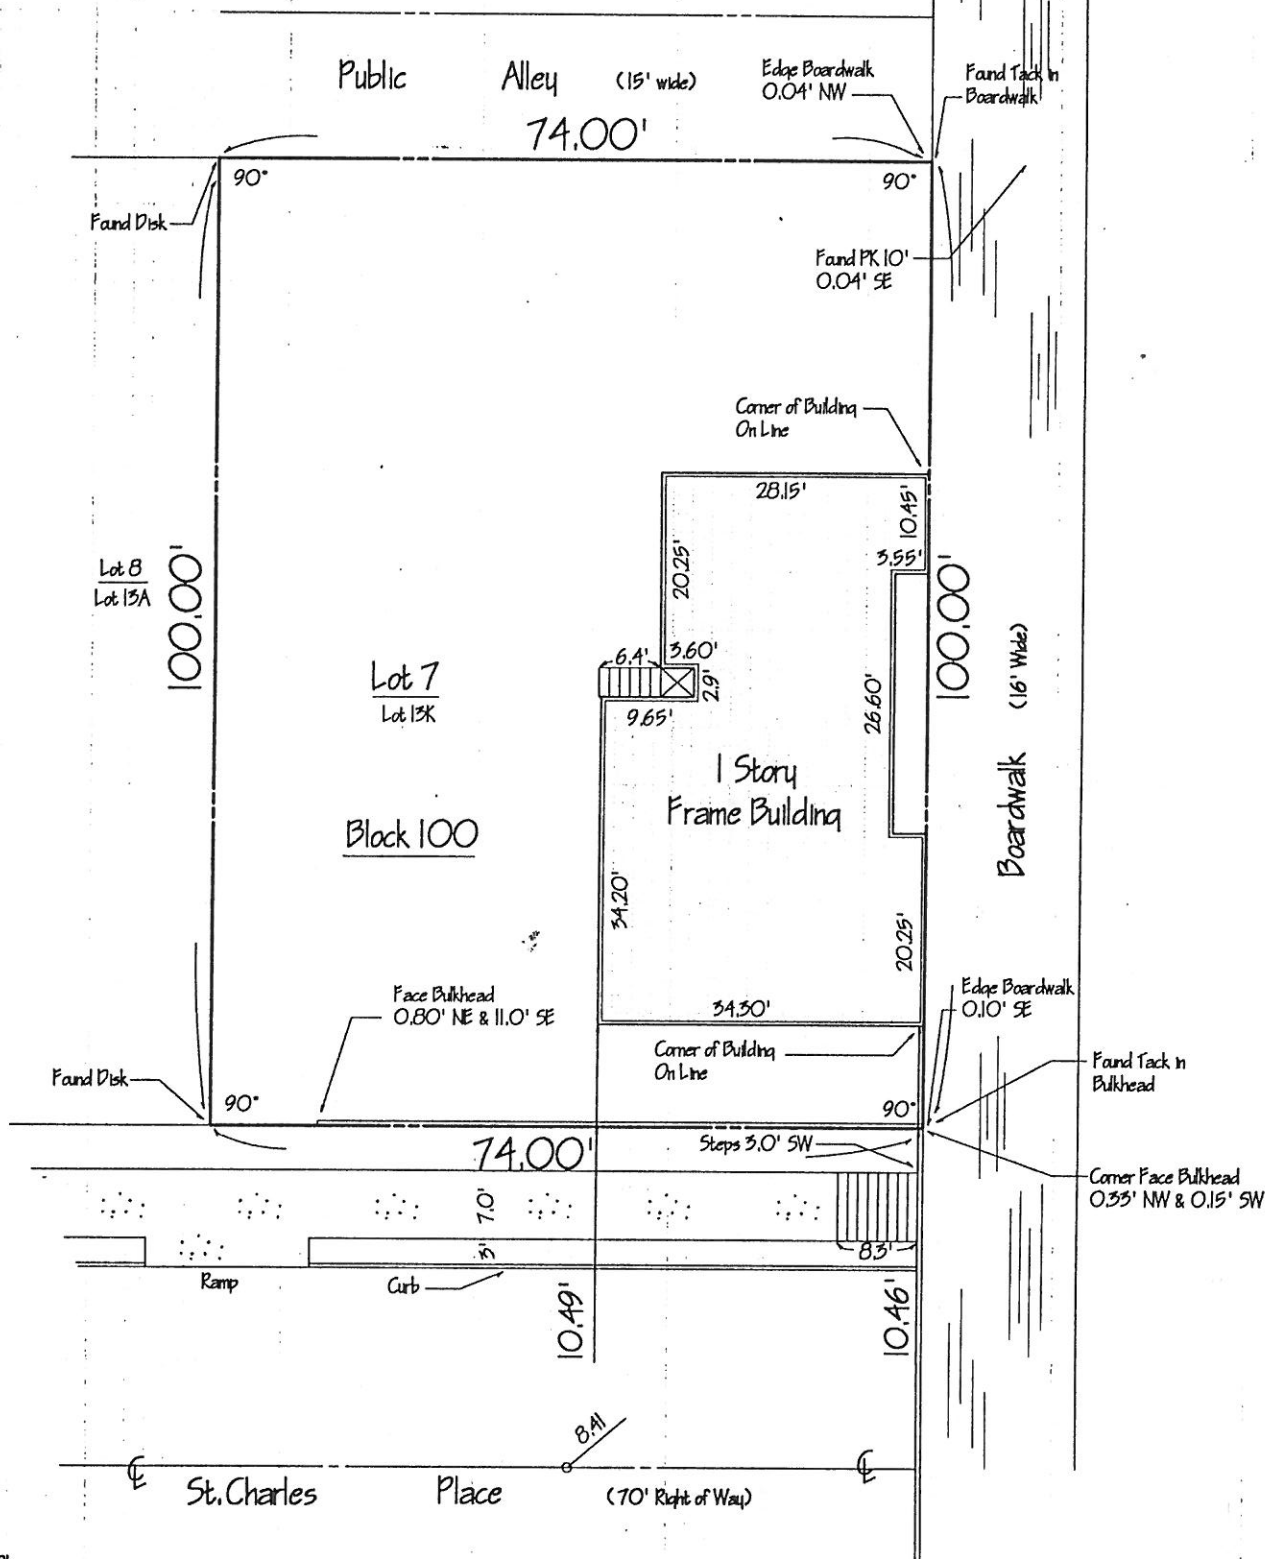 Public Alley (15' wide)
Edge Boardwalk
0.04' NW
Found Tack in
Boardwalk
74.00'
90°
90°
Found Disk
Found PK 10'
0.04' SE
Corner of Building
On Line
28.15'
10.45'
3.55'
20.25'
100.00'
Lot 8
Lot 13A
100.00'
6.4'
3.60'
2.9'
9.65'
26.60'
Boardwalk (16' Wide)
Lot 7
Lot 13K
1 Story
Frame Building
Block 100
34.20'
20.25'
Face Bulkhead
0.80' NE & 11.0' SE
34.30'
Edge Boardwalk
0.10' SE
Corner of Building
On Line
Found Tack in
Bulkhead
Found Disk
90°
90°
74.00'
Steps 3.0' SW
Corner Face Bulkhead
0.33' NW & 0.15' SW
7.0'
3'
8.3'
Ramp
Curb
10.49'
10.46'
8.41
℄
℄
St. Charles Place (70' Right of Way)